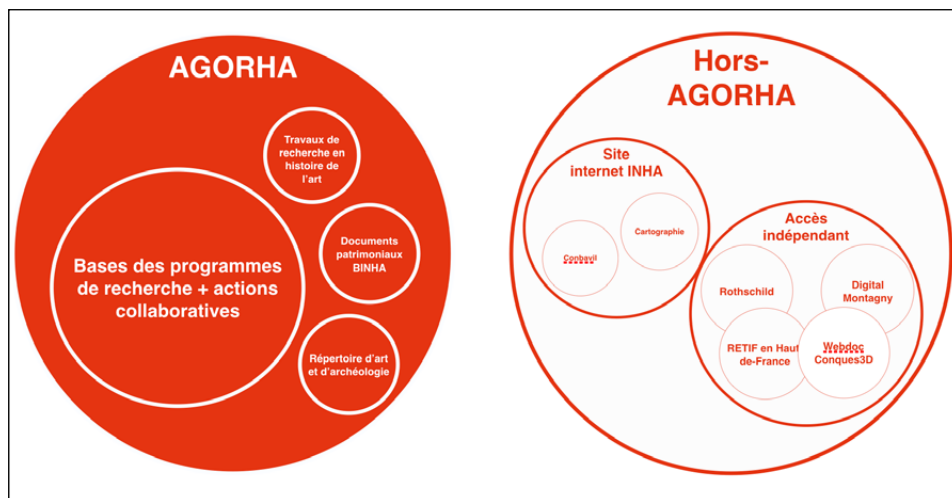 AGORHA
Travaux de
recherche en
histoire de
l'art
Bases des programmes
de recherche + actions
collaboratives
Documents
patrimoniaux
BINHA
Répertoire d'art
et d'archéologie
Hors-
AGORHA
Site
internet INHA
Conbavil
Cartographie
Accès
indépendant
Rothschild
Digital
Montagny
RETIF en Haut
de-France
Webdoc
Conques3D